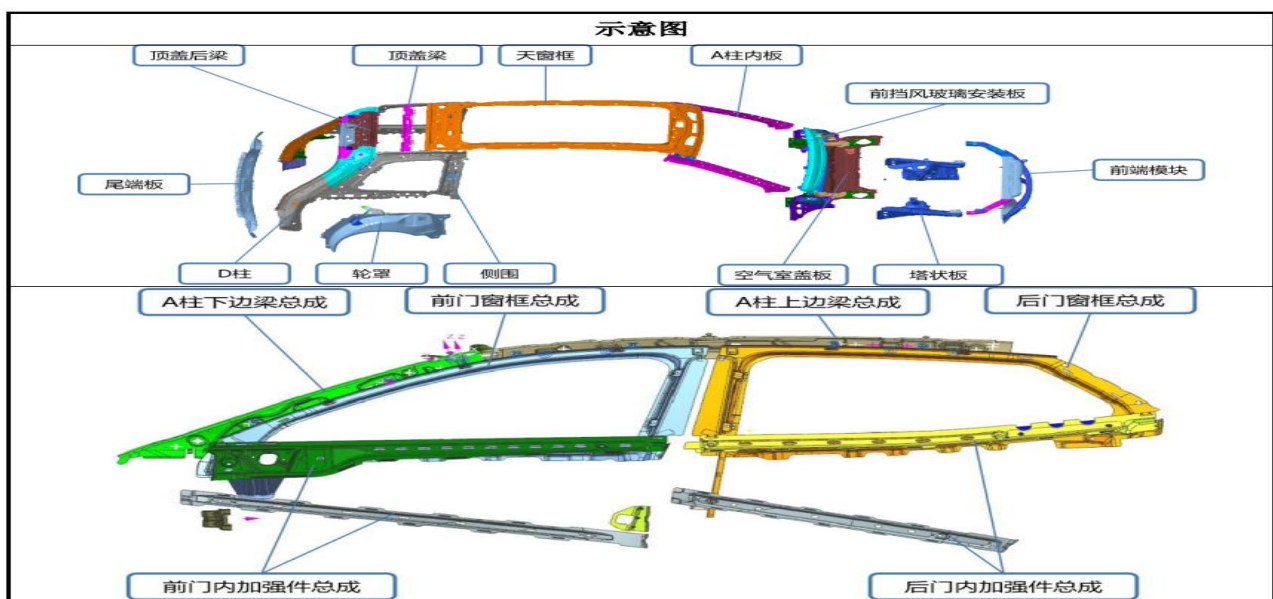 示意图
顶盖后梁
顶盖梁
天窗框
A柱内板
前挡风玻璃安装板
尾端板
前端模块
D柱
轮罩
侧围
空气室盖板
塔状板
A柱下边梁总成
前门窗框总成
A柱上边梁总成
后门窗框总成
前门内加强件总成
后门内加强件总成